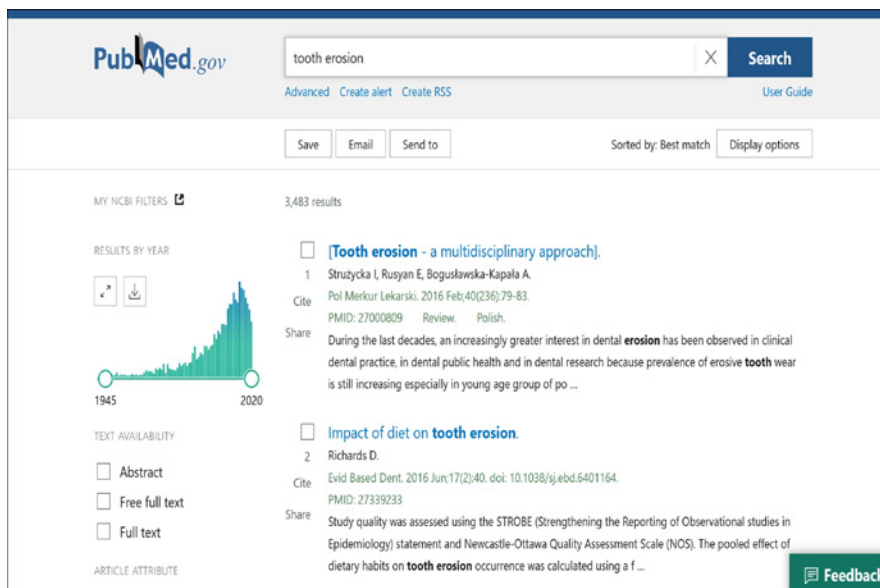 PubMed.gov
tooth erosion
Search
Advanced Create alert Create RSS
User Guide
Save
Email
Send to
Sorted by: Best match
Display options
MY NCBI FILTERS
3,483 results
RESULTS BY YEAR
1945
2020
TEXT AVAILABILITY
Abstract
Free full text
Full text
ARTICLE ATTRIBUTE
[Tooth erosion - a multidisciplinary approach].
1
Strużycka I, Rusyan E, Bogusławska-Kapała A.
Cite
Pol Merkur Lekarski. 2016 Feb;40(236):79-83.
PMID: 27000809 Review. Polish.
Share
During the last decades, an increasingly greater interest in dental erosion has been observed in clinical
dental practice, in dental public health and in dental research because prevalence of erosive tooth wear
is still increasing especially in young age group of po ...
Impact of diet on tooth erosion.
2
Richards D.
Cite
Evid Based Dent. 2016 Jun;17(2):40. doi: 10.1038/sj.ebd.6401164.
PMID: 27339233
Share
Study quality was assessed using the STROBE (Strengthening the Reporting of Observational studies in
Epidemiology) statement and Newcastle-Ottawa Quality Assessment Scale (NOS). The pooled effect of
dietary habits on tooth erosion occurrence was calculated using a f ...
Feedback